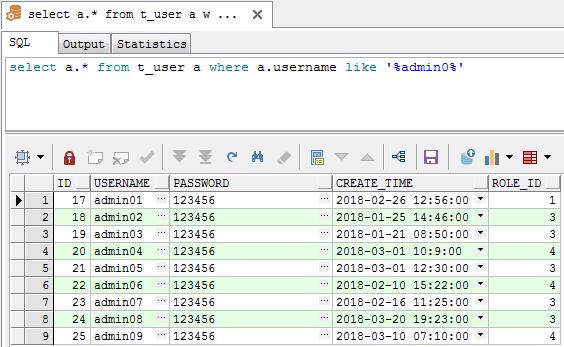 select a.* from t_user a w ...
SQL Output Statistics
select a.* from t_user a where a.username like '%admin0%'
ID USERNAME PASSWORD CREATE_TIME ROLE_ID
1 17 admin01 ... 123456 ... 2018-02-26 12:56:00 1
2 18 admin02 ... 123456 ... 2018-01-25 14:46:00 3
3 19 admin03 ... 123456 ... 2018-01-21 08:50:00 3
4 20 admin04 ... 123456 ... 2018-03-01 10:9:00 4
5 21 admin05 ... 123456 ... 2018-03-01 12:30:00 3
6 22 admin06 ... 123456 ... 2018-02-10 15:22:00 4
7 23 admin07 ... 123456 ... 2018-02-16 11:25:00 3
8 24 admin08 ... 123456 ... 2018-03-20 19:23:00 3
9 25 admin09 ... 123456 ... 2018-03-10 07:10:00 4